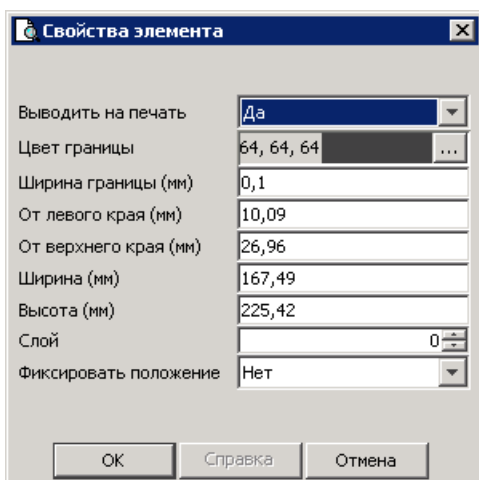 Свойства элемента
Выводить на печать Да
Цвет границы 64, 64, 64 ...
Ширина границы (мм) 0,1
От левого края (мм) 10,09
От верхнего края (мм) 26,96
Ширина (мм) 167,49
Высота (мм) 225,42
Слой 0
Фиксировать положение Нет
ОК Справка Отмена